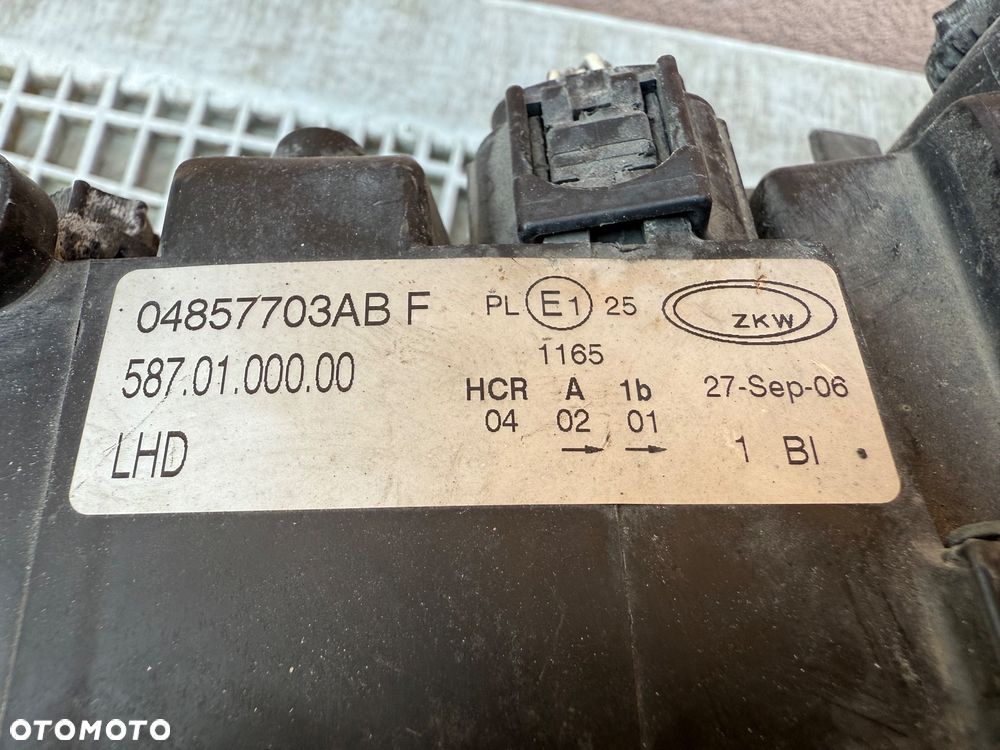 04857703AB F
587.01.000.00
LHD
PL E1 25
1165
HCR A 1b
04 02 01
→ →
ZKW
27-Sep-06
1 BI
OTOMOTO